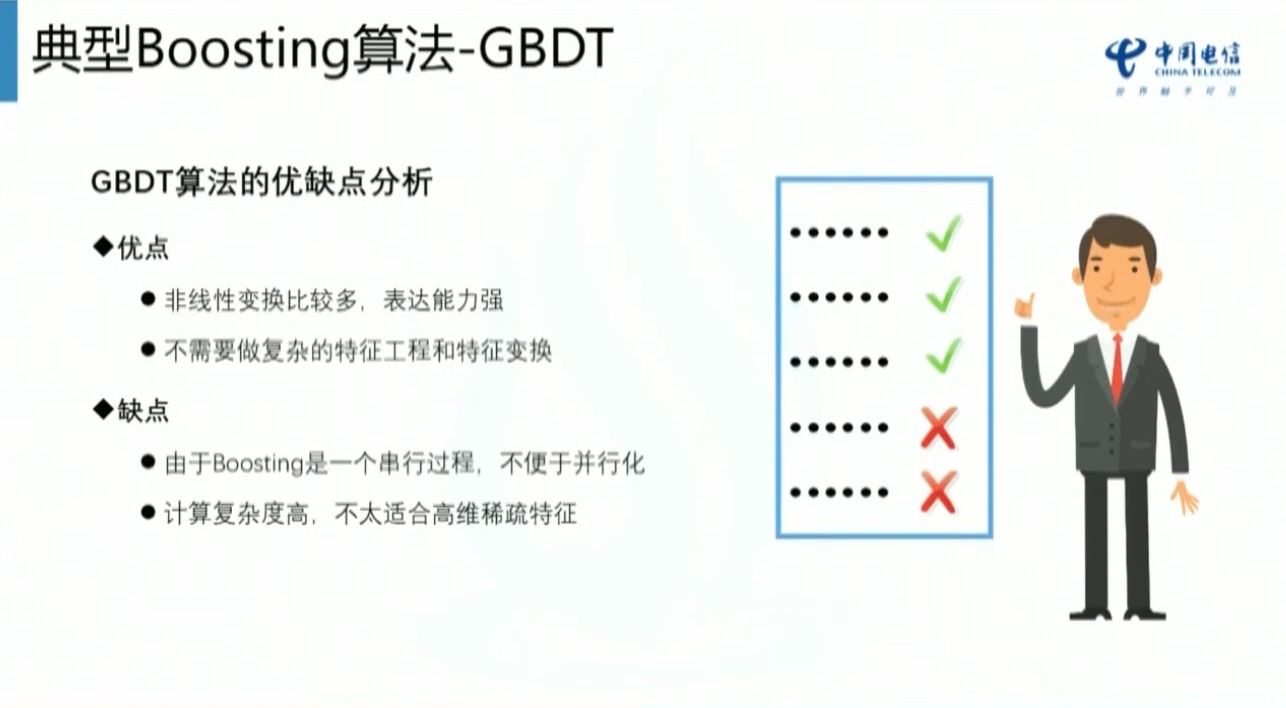 典型Boosting算法-GBDT
中国电信
CHINA TELECOM
世界触手可及
GBDT算法的优缺点分析
◆优点
● 非线性变换比较多，表达能力强
● 不需要做复杂的特征工程和特征变换
◆缺点
● 由于Boosting是一个串行过程，不便于并行化
● 计算复杂度高，不太适合高维稀疏特征